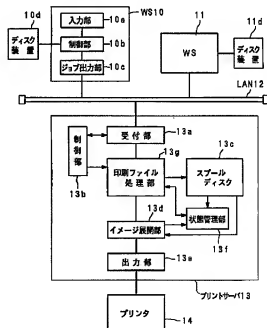 WS10
入力部
10a
ディスク
装置
10d
制御部
10b
ジョブ出力部
10c
11
WS
11d
ディスク
装置
LAN12
受付部
13a
13g
13c
制御部
13b
印刷ファイル
処理部
スプール
ディスク
13d
イメージ展開部
状態管理部
13f
出力部
13e
プリントサーバ13
プリンタ
14